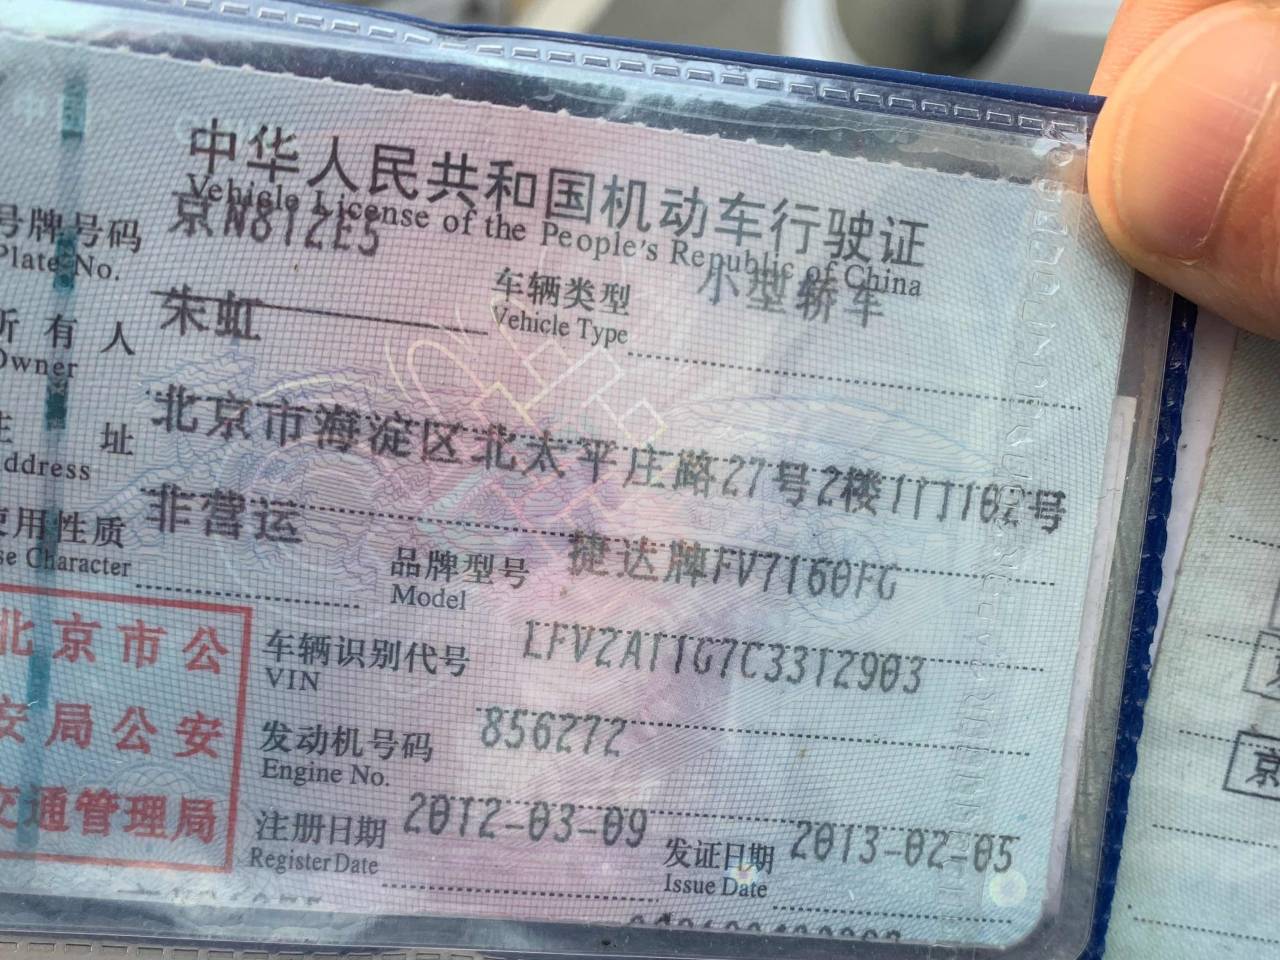 中华人民共和国机动车行驶证
Vehicle License of the People's Republic of China
号牌号码 京N812E5
Plate No.
车辆类型 小型轿车
Vehicle Type
所有人 朱虹
Owner
住址 北京市海淀区北太平庄路27号2楼111102号
Address
使用性质 非营运
Use Character
品牌型号 捷达牌FV7160FG
Model
北京市公
安局公安
交通管理局
车辆识别代号 LFV2A11G7C3312903
VIN
发动机号码 856272
Engine No.
注册日期 2012-03-09
Register Date
发证日期 2013-02-05
Issue Date
京